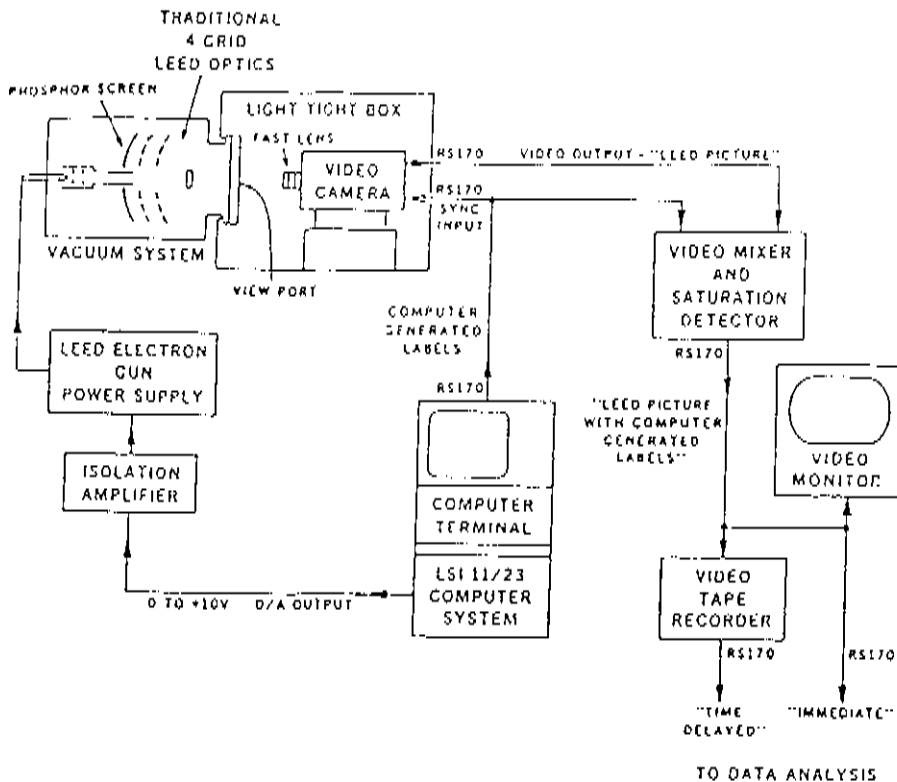 TRADITIONAL
4 GRID
LEED OPTICS
PHOSPHOR SCREEN
LIGHT TIGHT BOX
FAST LENS
VIDEO
CAMERA
RS170
VIDEO OUTPUT - "LEED PICTURE"
RS170
SYNC
INPUT
VACUUM SYSTEM
VIEW PORT
VIDEO MIXER
AND
SATURATION
DETECTOR
COMPUTER
GENERATED
LABELS
RS170
RS170
LEED ELECTRON
GUN
POWER SUPPLY
"LEED PICTURE
WITH COMPUTER
GENERATED
LABELS"
VIDEO
MONITOR
ISOLATION
AMPLIFIER
COMPUTER
TERMINAL
LSI 11/23
COMPUTER
SYSTEM
0 TO +10V D/A OUTPUT
VIDEO
TAPE
RECORDER
RS170
RS170
"TIME
DELAYED"
"IMMEDIATE"
TO DATA ANALYSIS